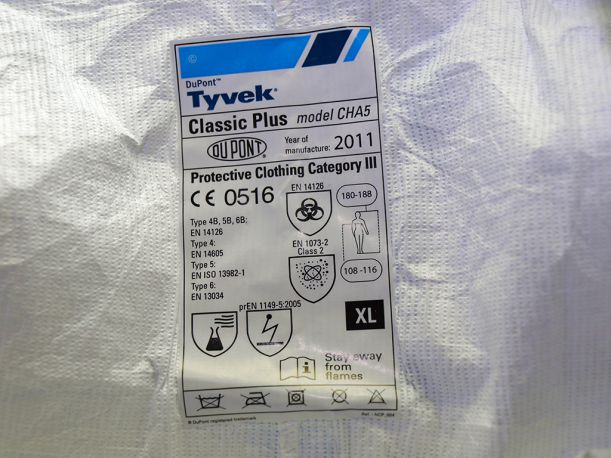 ©
DuPont™
Tyvek®
Classic Plus model CHA5
DU PONT® Year of manufacture: 2011
Protective Clothing Category III
CE 0516
EN 14126
180-188
Type 4B, 5B, 6B:
EN 14126
Type 4:
EN 14605
Type 5:
EN ISO 13982-1
Type 6:
EN 13034
EN 1073-2
Class 2
108 -116
prEN 1149-5:2005
XL
i
Stay away
from
flames
® DuPont registered trademark
Ref.: NCP_004